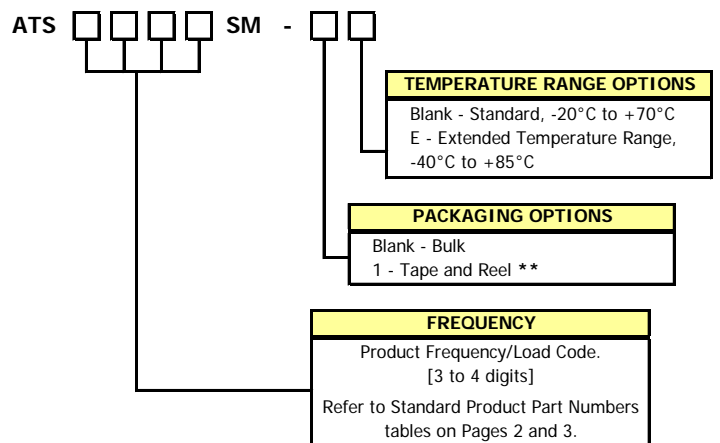 ATS SM -
TEMPERATURE RANGE OPTIONS
Blank - Standard, -20°C to +70°C
E - Extended Temperature Range,
-40°C to +85°C
PACKAGING OPTIONS
Blank - Bulk
1 - Tape and Reel **
FREQUENCY
Product Frequency/Load Code.
[3 to 4 digits]
Refer to Standard Product Part Numbers
tables on Pages 2 and 3.